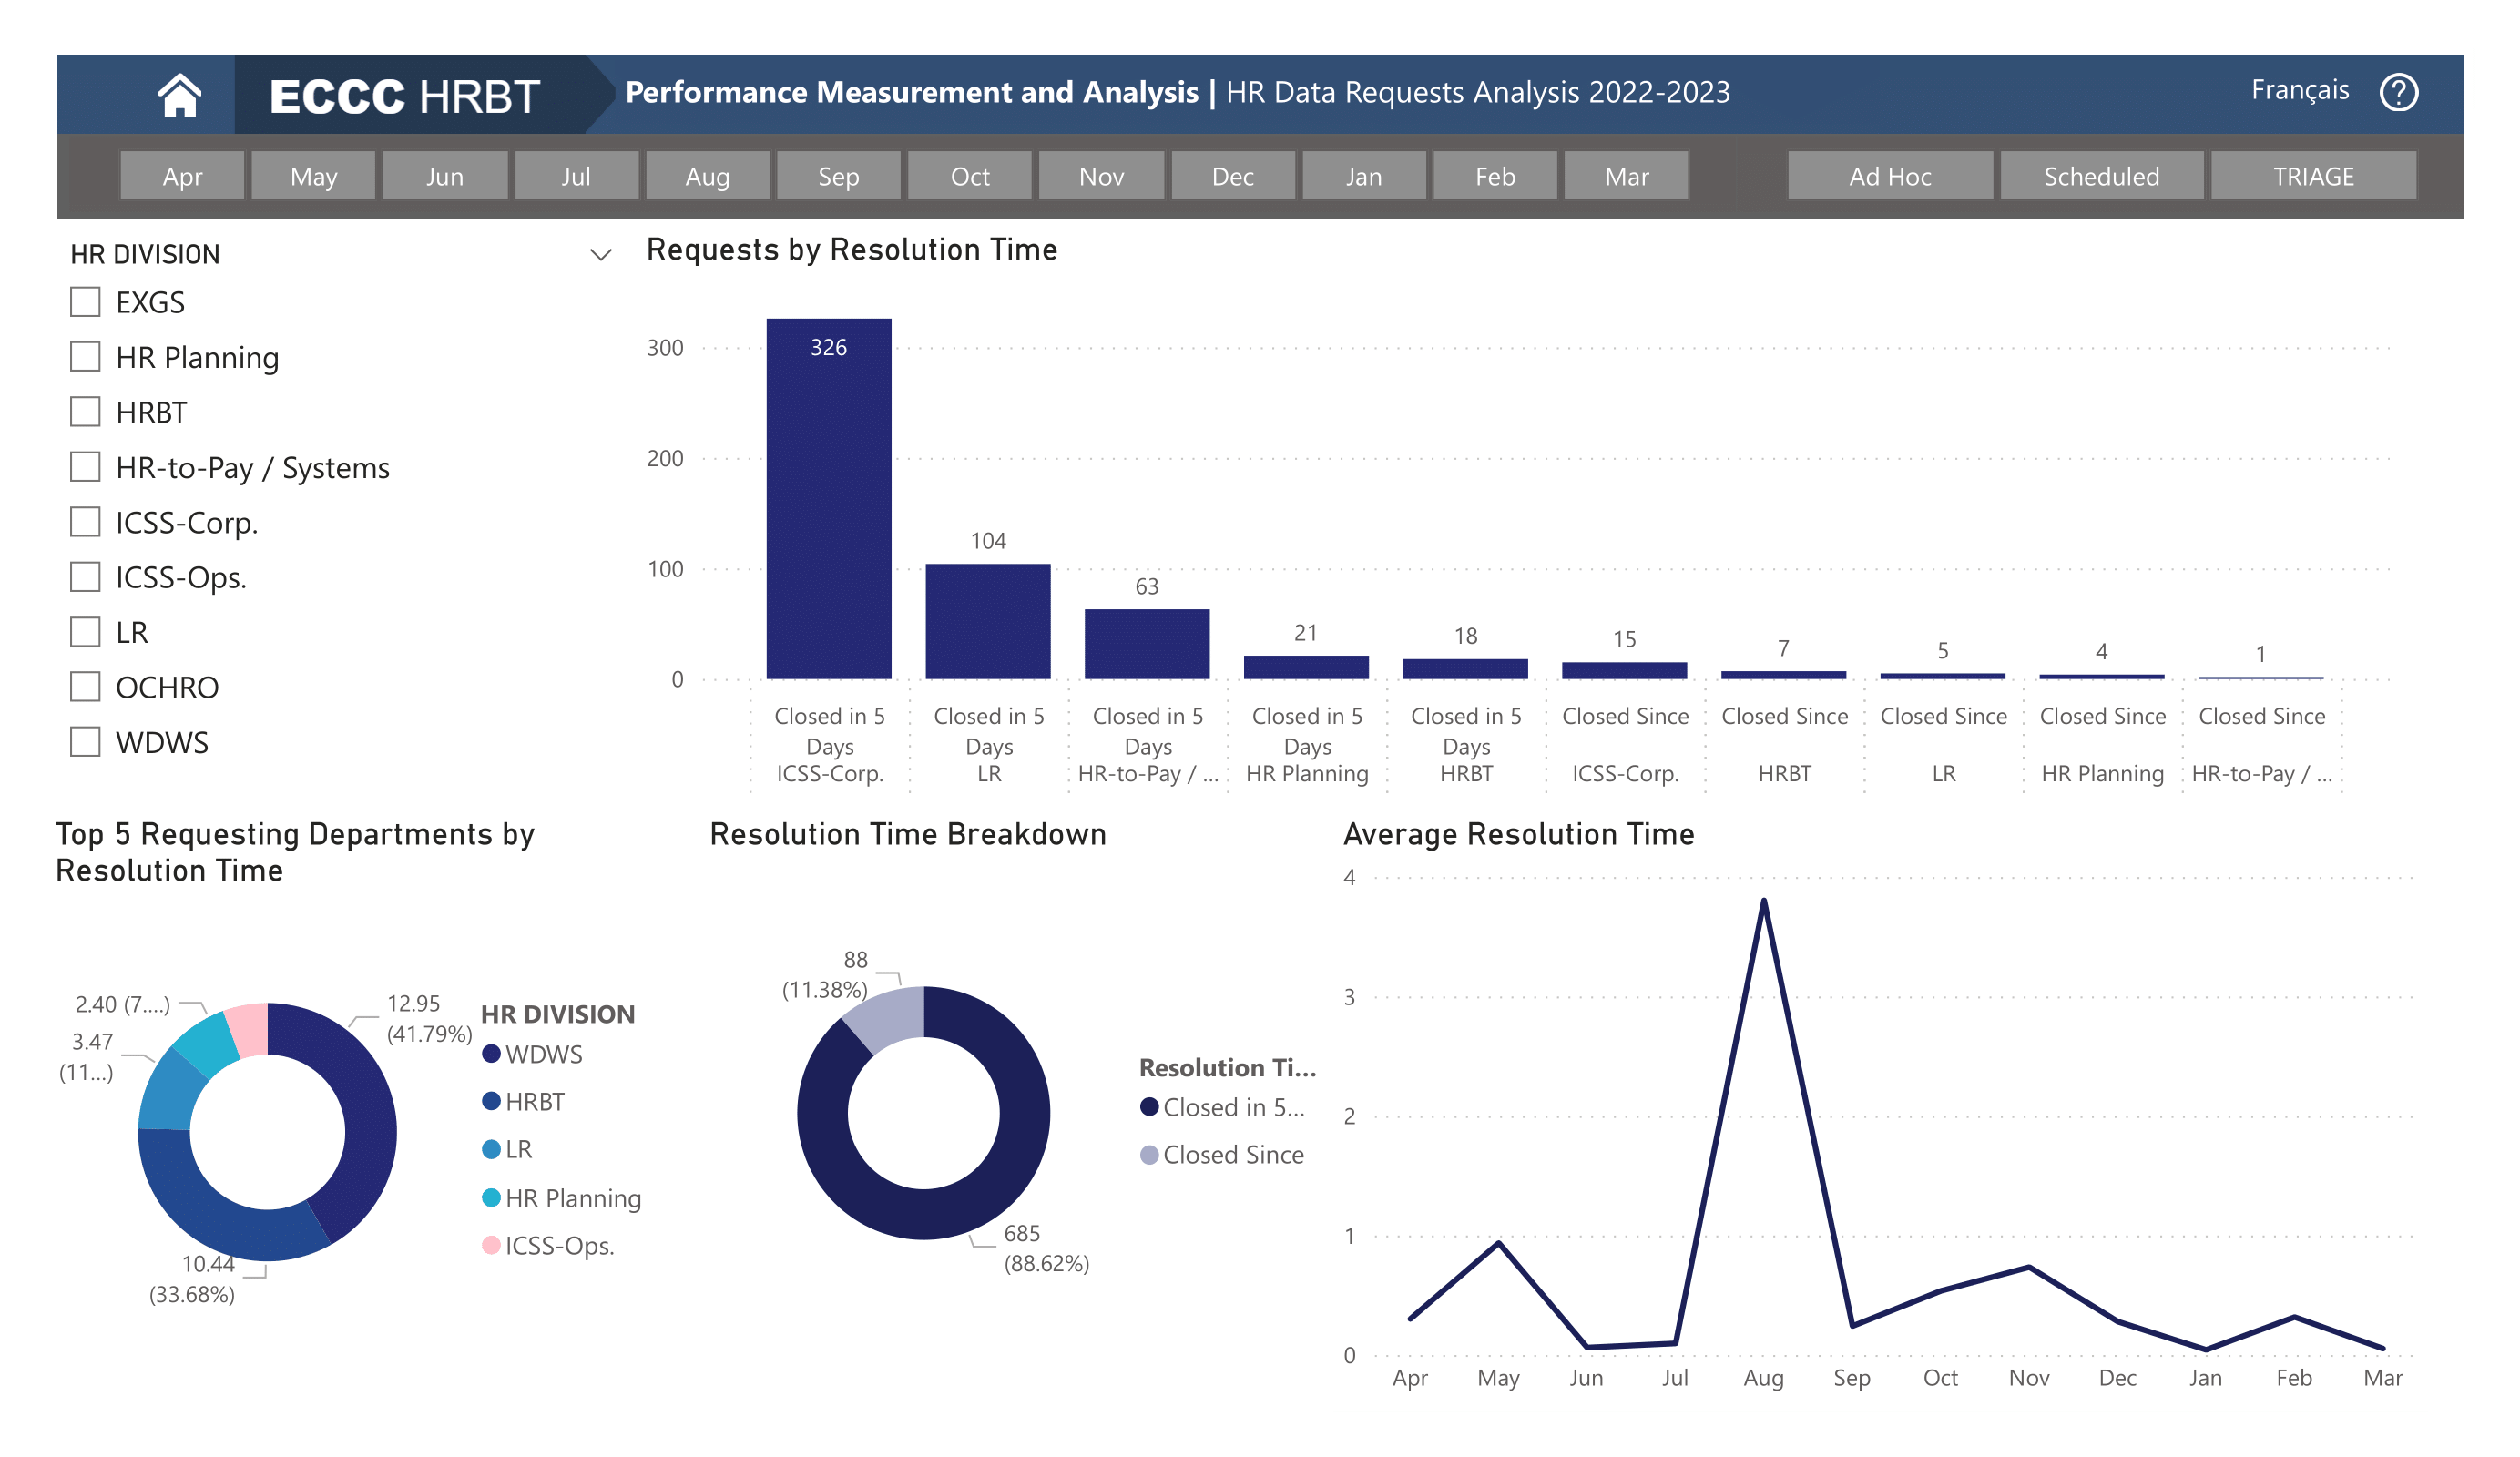 ECCC HRBT
Performance Measurement and Analysis | HR Data Requests Analysis 2022-2023
Français
?
Apr May Jun Jul Aug Sep Oct Nov Dec Jan Feb Mar
Ad Hoc Scheduled TRIAGE
HR DIVISION
EXGS
HR Planning
HRBT
HR-to-Pay / Systems
ICSS-Corp.
ICSS-Ops.
LR
OCHRO
WDWS
Requests by Resolution Time
300
200
100
0
326
104
63
21
18
15
7
5
4
1
Closed in 5 Days ICSS-Corp.
Closed in 5 Days LR
Closed in 5 Days HR-to-Pay / ...
Closed in 5 Days HR Planning
Closed in 5 Days HRBT
Closed Since ICSS-Corp.
Closed Since HRBT
Closed Since LR
Closed Since HR Planning
Closed Since HR-to-Pay / ...
Top 5 Requesting Departments by
Resolution Time
2.40 (7....)
3.47
(11...)
12.95
(41.79%)
10.44
(33.68%)
HR DIVISION
WDWS
HRBT
LR
HR Planning
ICSS-Ops.
Resolution Time Breakdown
88
(11.38%)
685
(88.62%)
Resolution Ti...
Closed in 5...
Closed Since
Average Resolution Time
4
3
2
1
0
Apr May Jun Jul Aug Sep Oct Nov Dec Jan Feb Mar